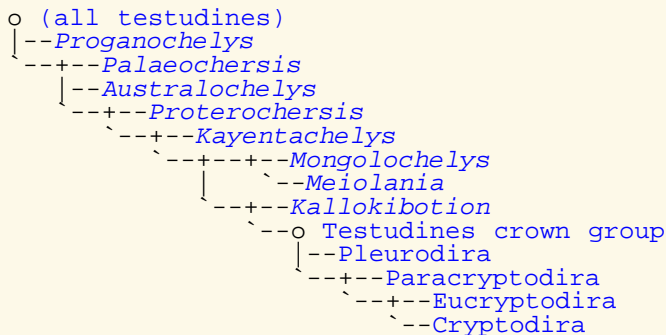 o (all testudines)
|--Proganochelys
`--+--Palaeochersis
   |--Australochelys
   `--+--Proterochersis
      `--+--Kayentachelys
         `--+--+--Mongolochelys
            |  `--Meiolania
            `--+--Kallokibotion
               `--o Testudines crown group
                  |--Pleurodira
                  `--+--Paracryptodira
                     `--+--Eucryptodira
                        `--Cryptodira